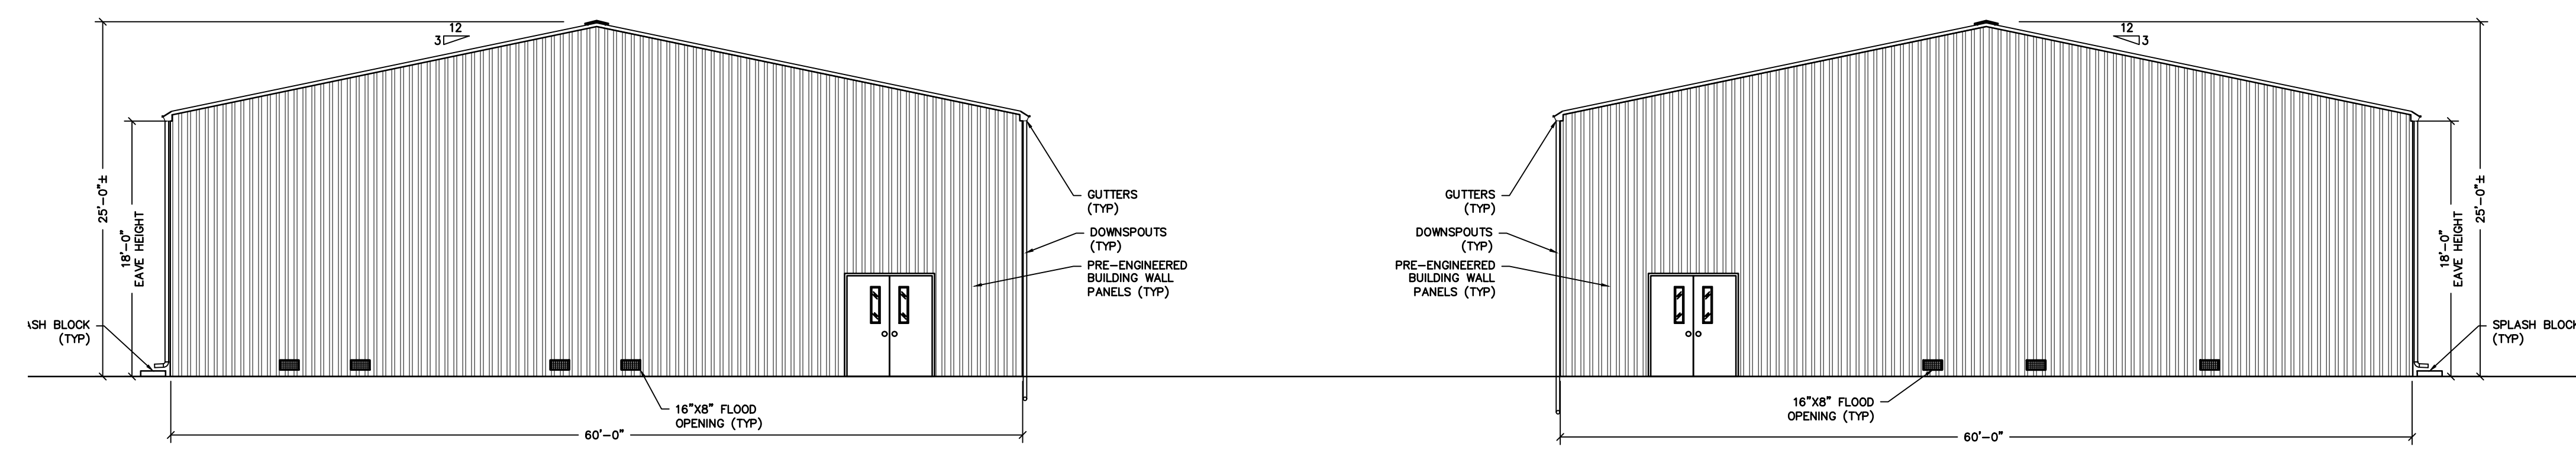 12
3
25'-0"±
18'-0"
EAVE HEIGHT
ASH BLOCK
(TYP)
GUTTERS
(TYP)
DOWNSPOUTS
(TYP)
PRE-ENGINEERED
BUILDING WALL
PANELS (TYP)
16"X8" FLOOD
OPENING (TYP)
60'-0"
12
3
GUTTERS
(TYP)
DOWNSPOUTS
(TYP)
PRE-ENGINEERED
BUILDING WALL
PANELS (TYP)
25'-0"±
18'-0"
EAVE HEIGHT
SPLASH BLOCK
(TYP)
16"X8" FLOOD
OPENING (TYP)
60'-0"